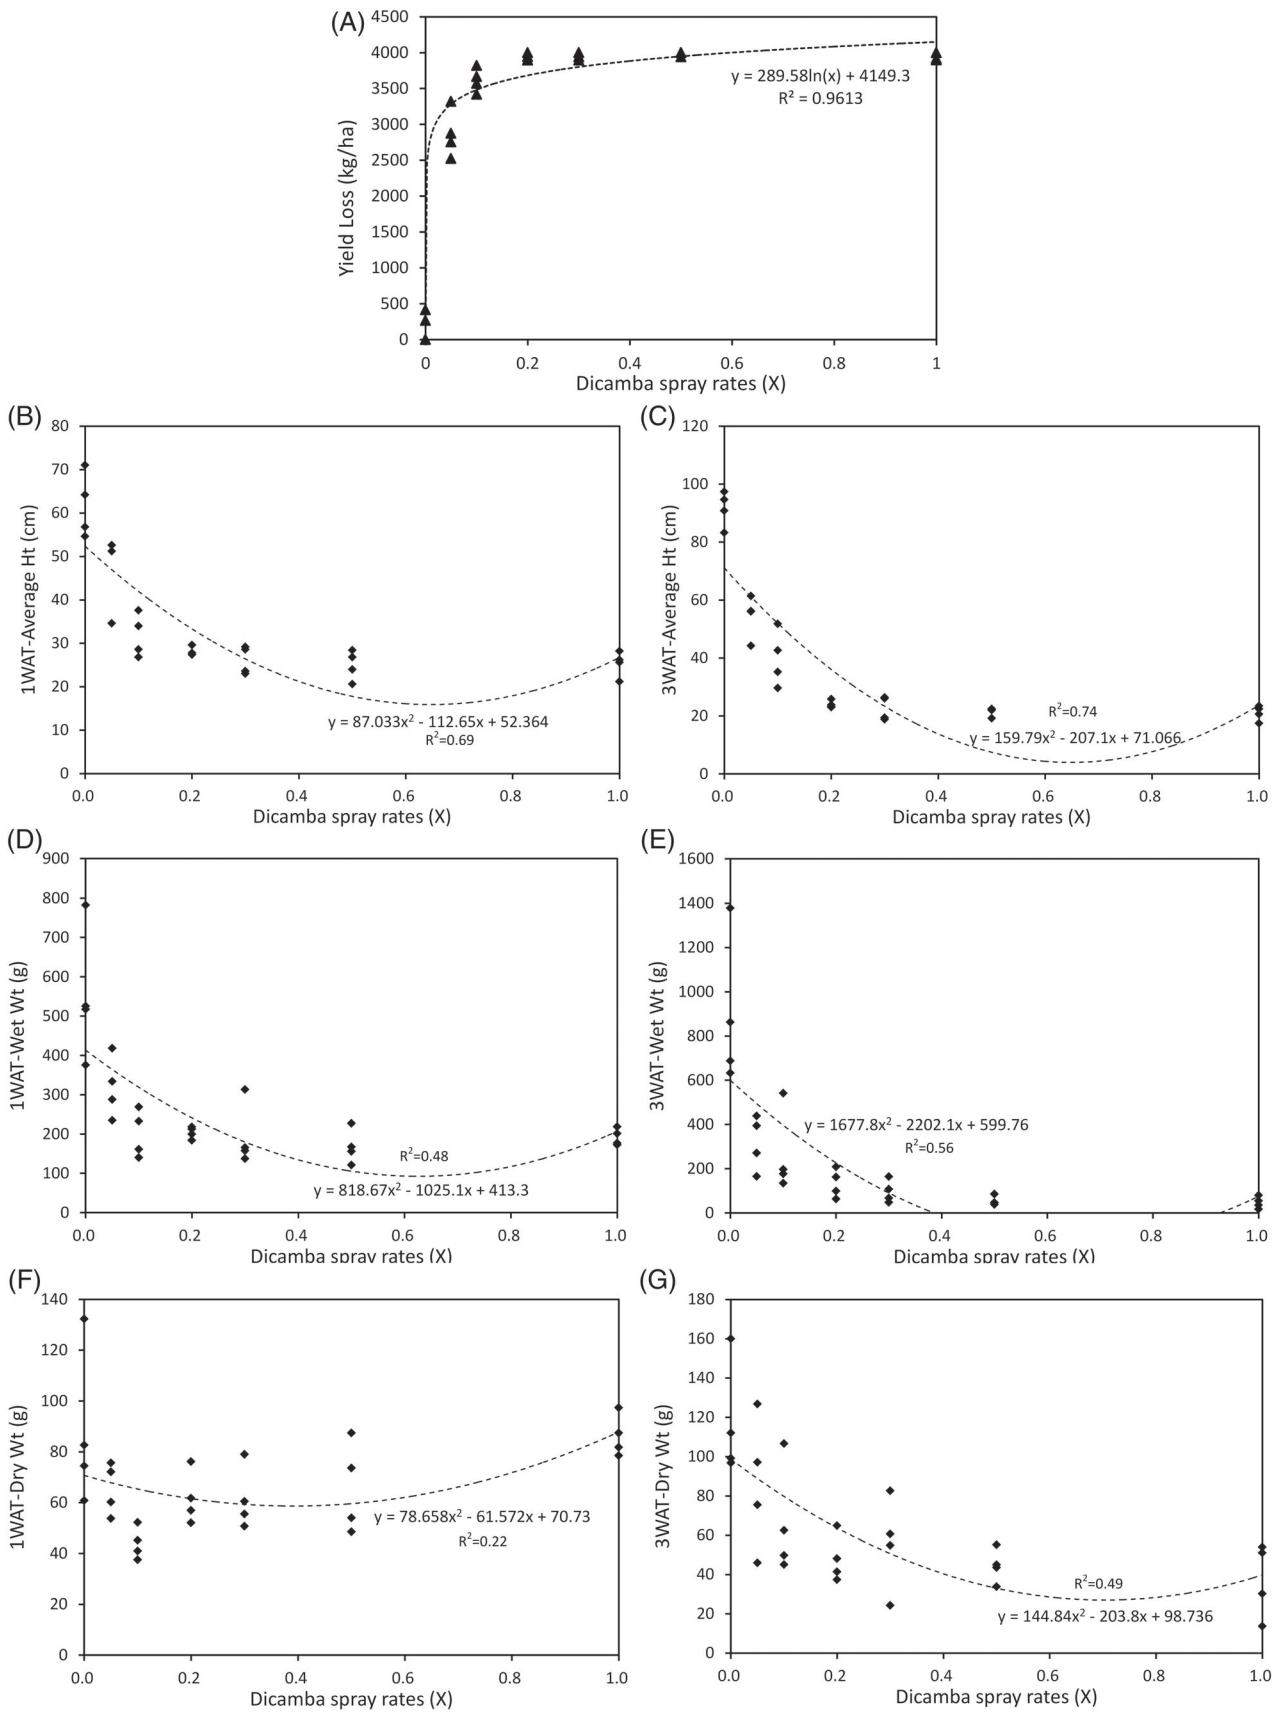 (A)
4500
4000
3500
3000
2500
2000
1500
1000
500
0
Yield Loss (kg/ha)
y = 289.58ln(x) + 4149.3
R² = 0.9613
0 0.2 0.4 0.6 0.8 1
Dicamba spray rates (X)
(B)
80
70
60
50
40
30
20
10
0
1WAT-Average Ht (cm)
y = 87.033x² - 112.65x + 52.364
R²=0.69
0.0 0.2 0.4 0.6 0.8 1.0
Dicamba spray rates (X)
(C)
120
100
80
60
40
20
0
3WAT-Average Ht (cm)
R²=0.74
y = 159.79x² - 207.1x + 71.066
0.0 0.2 0.4 0.6 0.8 1.0
Dicamba spray rates (X)
(D)
900
800
700
600
500
400
300
200
100
0
1WAT-Wet Wt (g)
R²=0.48
y = 818.67x² - 1025.1x + 413.3
0.0 0.2 0.4 0.6 0.8 1.0
Dicamba spray rates (X)
(E)
1600
1400
1200
1000
800
600
400
200
0
3WAT-Wet Wt (g)
y = 1677.8x² - 2202.1x + 599.76
R²=0.56
0.0 0.2 0.4 0.6 0.8 1.0
Dicamba spray rates (X)
(F)
140
120
100
80
60
40
20
0
1WAT-Dry Wt (g)
y = 78.658x² - 61.572x + 70.73
R²=0.22
0.0 0.2 0.4 0.6 0.8 1.0
Dicamba spray rates (X)
(G)
180
160
140
120
100
80
60
40
20
0
3WAT-Dry Wt (g)
R²=0.49
y = 144.84x² - 203.8x + 98.736
0.0 0.2 0.4 0.6 0.8 1.0
Dicamba spray rates (X)